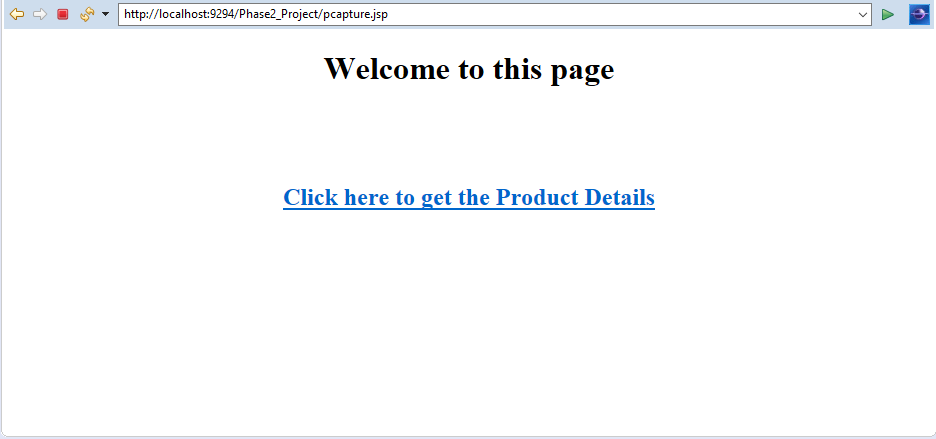 http://localhost:9294/Phase2_Project/pcapture.jsp
Welcome to this page
Click here to get the Product Details